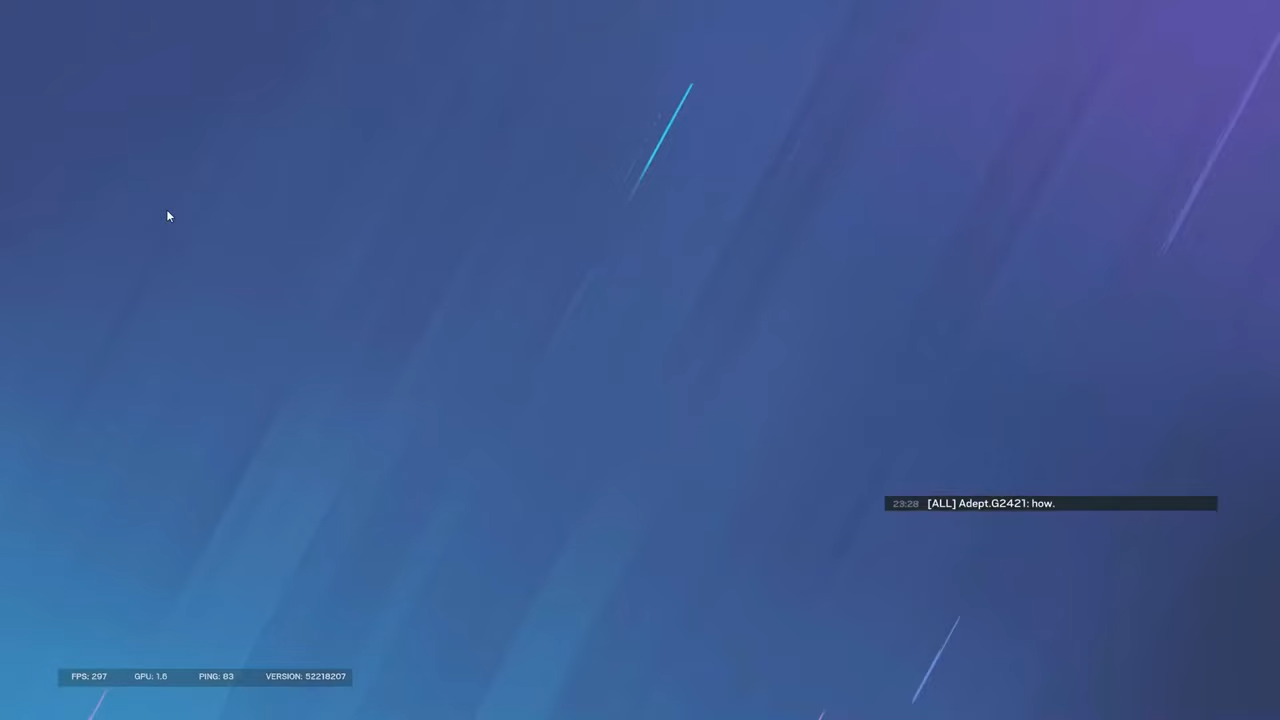 23:28 [ALL] Adept.G2421: how.
FPS: 297 GPU: 1.6 PING: 83 VERSION: 52218207